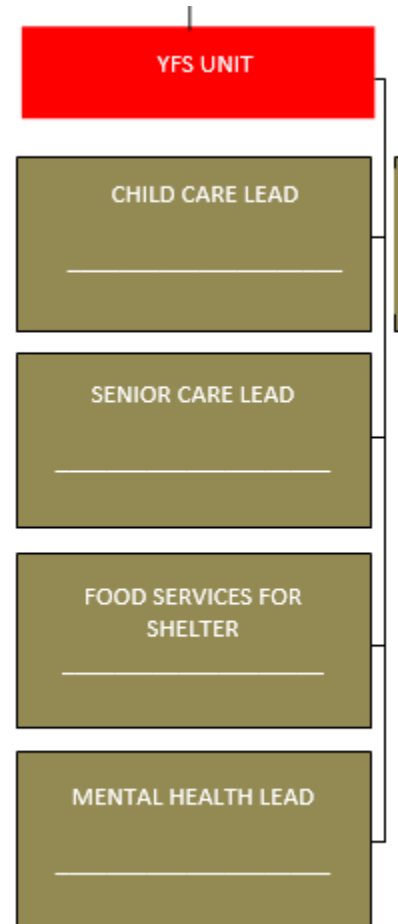 YFS UNIT
CHILD CARE LEAD
SENIOR CARE LEAD
FOOD SERVICES FOR
SHELTER
MENTAL HEALTH LEAD